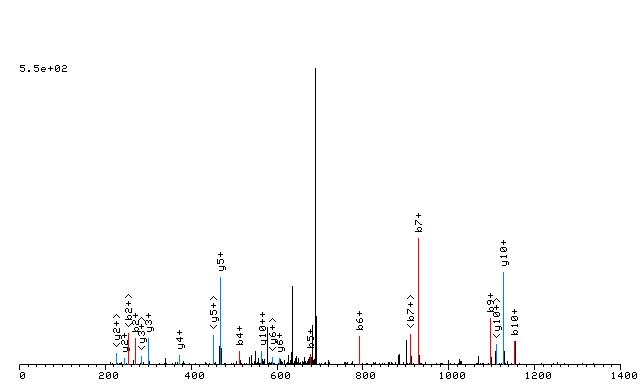 5.5e+02
b7+
y10+
y5+
<b2+>
<y2+>
y2+
b2+
<y3+>
y3+
y4+
<y5+>
b4+
y10++
<y6+>
y6+
b5+
b6+
<b7+>
b9+
<y10+>
b10+
0 200 400 600 800 1000 1200 1400